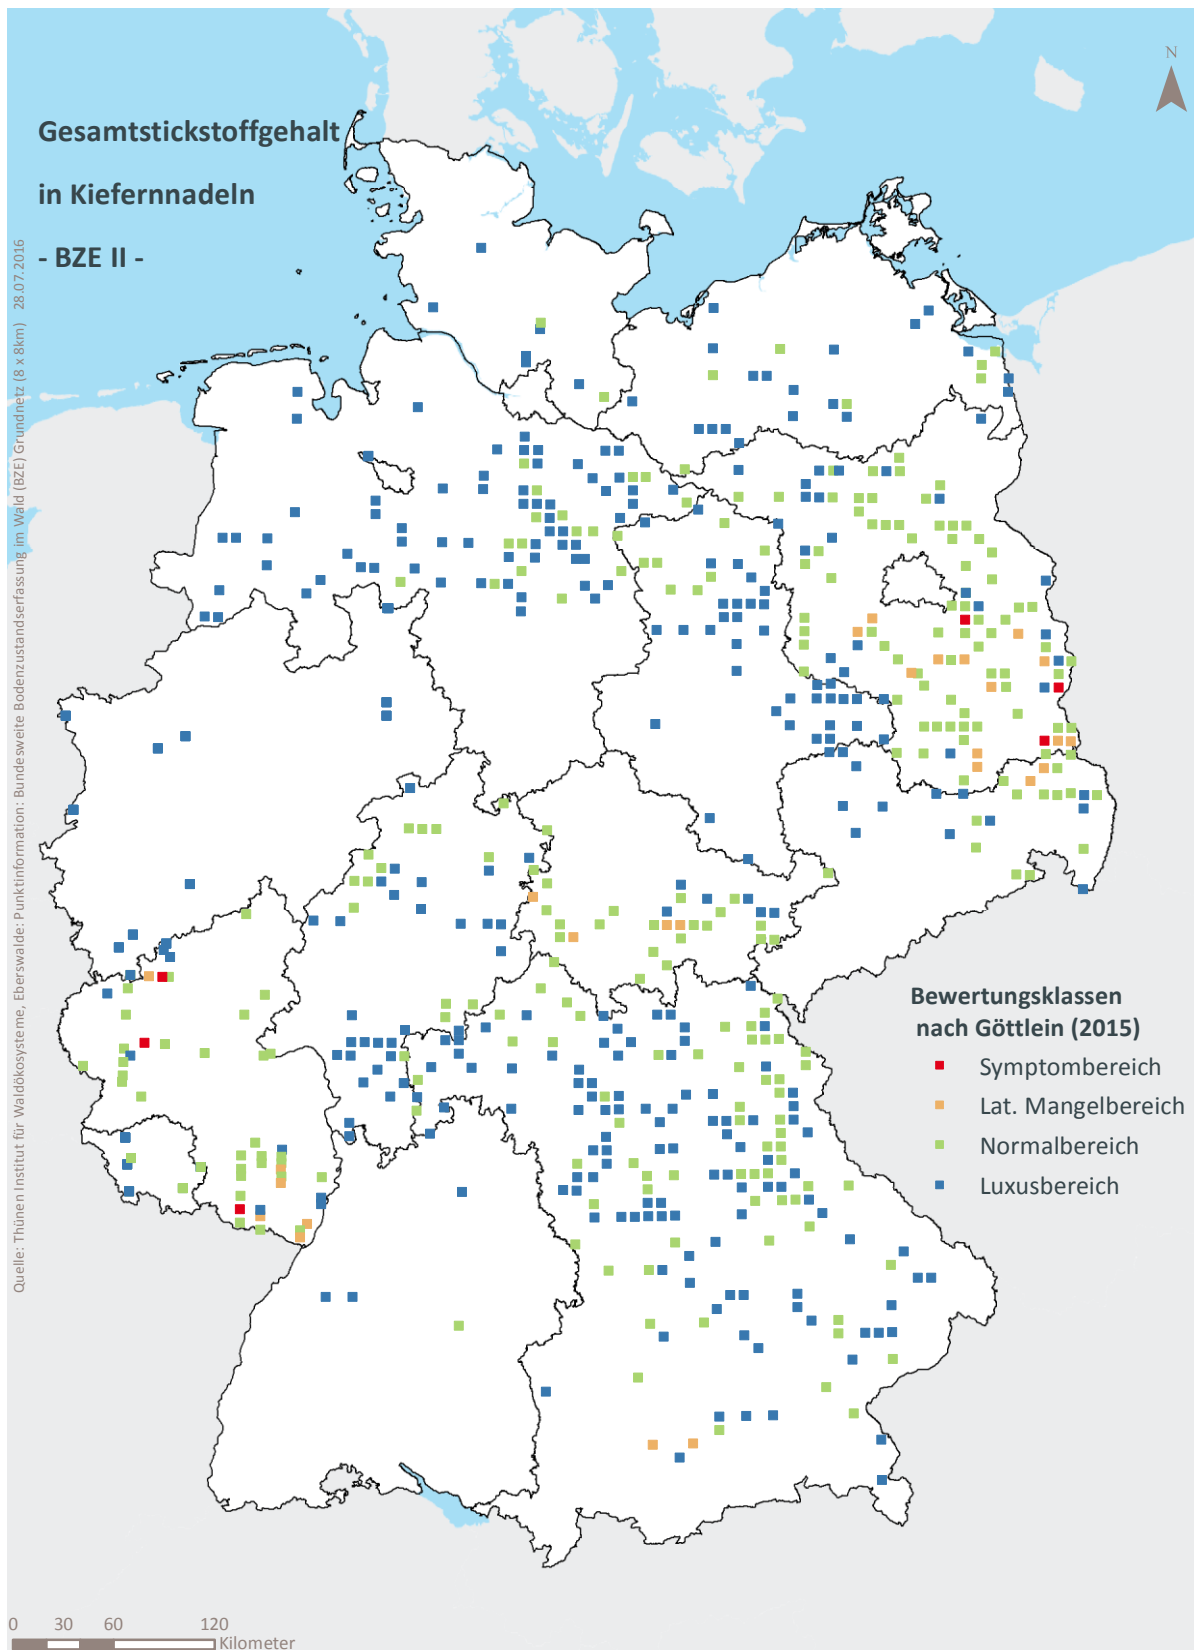 N
Gesamtstickstoffgehalt
in Kiefernnadeln
- BZE II -
Quelle: Thünen Institut für Waldökosysteme, Eberswalde: Punktinformation: Bundesweite Bodenzustandserfassung im Wald (BZE) Grundnetz (8 x 8km) 28.07.2016
Bewertungsklassen
nach Göttlein (2015)
Symptombereich
Lat. Mangelbereich
Normalbereich
Luxusbereich
0 30 60 120
Kilometer